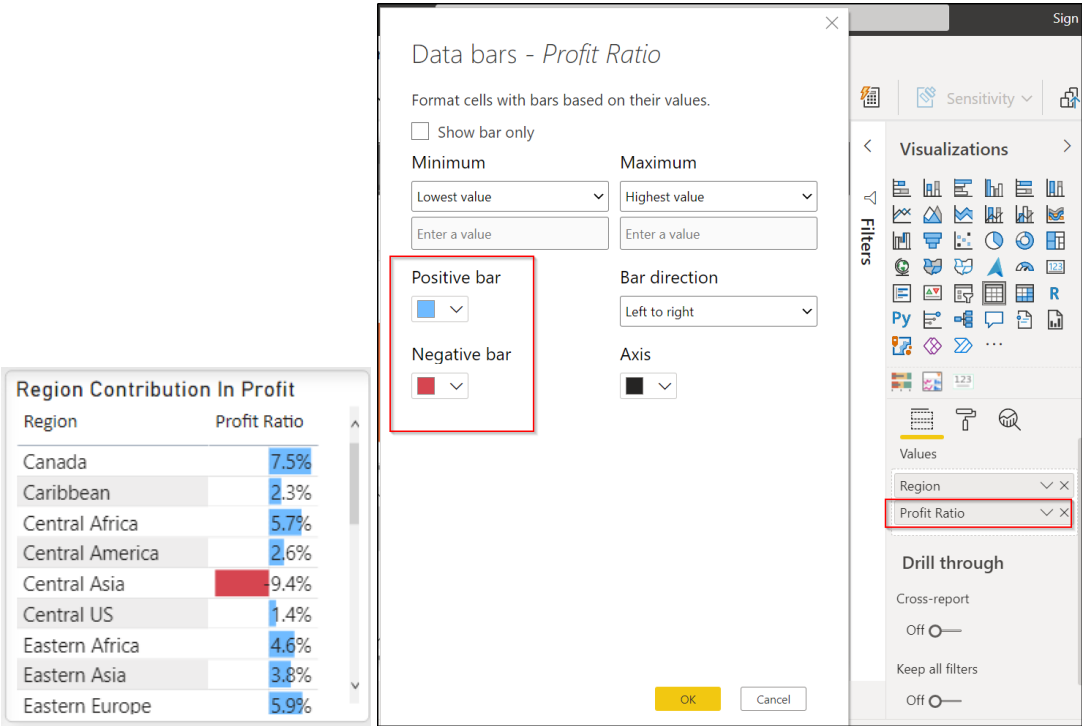 Region Contribution In Profit
Region Profit Ratio
Canada 7.5%
Caribbean 2.3%
Central Africa 5.7%
Central America 2.6%
Central Asia -9.4%
Central US 1.4%
Eastern Africa 4.6%
Eastern Asia 3.8%
Eastern Europe 5.9%
Data bars - Profit Ratio
Format cells with bars based on their values.
Show bar only
Minimum Maximum
Lowest value Highest value
Enter a value Enter a value
Positive bar Bar direction
Left to right
Negative bar Axis
OK Cancel
Sign
Sensitivity
Filters
Visualizations
123
R
Py
123
Values
Region
Profit Ratio
Drill through
Cross-report
Off
Keep all filters
Off